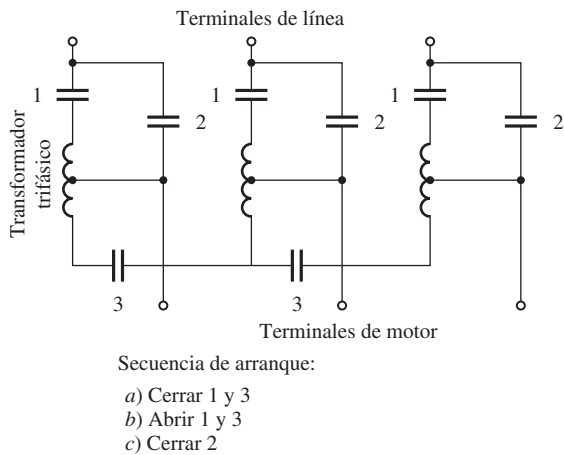 Terminales de línea
1
2
1
2
1
2
Transformador
trifásico
3
3
Terminales de motor
Secuencia de arranque:
a) Cerrar 1 y 3
b) Abrir 1 y 3
c) Cerrar 2